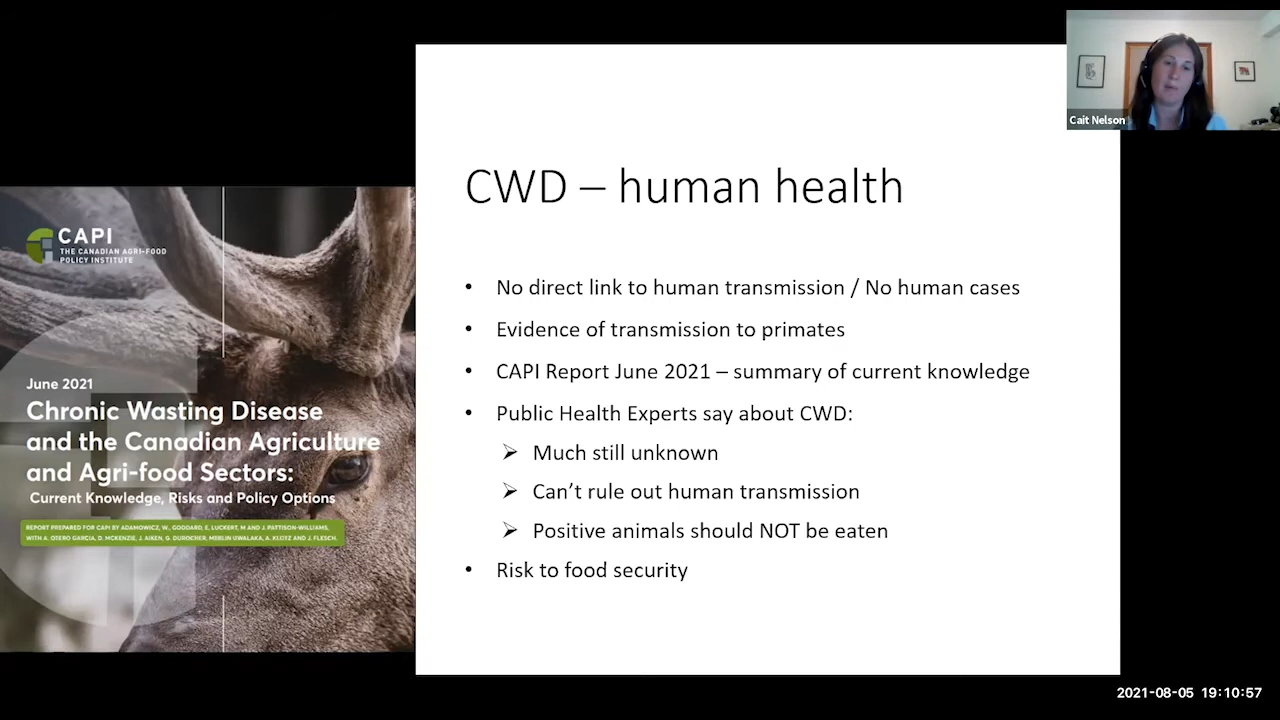 CAPI
THE CANADIAN AGRI-FOOD
POLICY INSTITUTE
June 2021
Chronic Wasting Disease
and the Canadian Agriculture
and Agri-food Sectors:
Current Knowledge, Risks and Policy Options
REPORT PREPARED FOR CAPI BY ADAMOWICZ, W., GODDARD, E. LUCKERT, M AND J. PATTISON-WILLIAMS,
WITH A. OTERO GARCIA, D. MCKENZIE, J. AIKEN, G. DUROCHER, MERLIN UWALAKA, A. KLOTZ AND J. FLESCH.
CWD – human health
• No direct link to human transmission / No human cases
• Evidence of transmission to primates
• CAPI Report June 2021 – summary of current knowledge
• Public Health Experts say about CWD:
➢ Much still unknown
➢ Can’t rule out human transmission
➢ Positive animals should NOT be eaten
• Risk to food security
Cait Nelson
2021-08-05 19:10:57